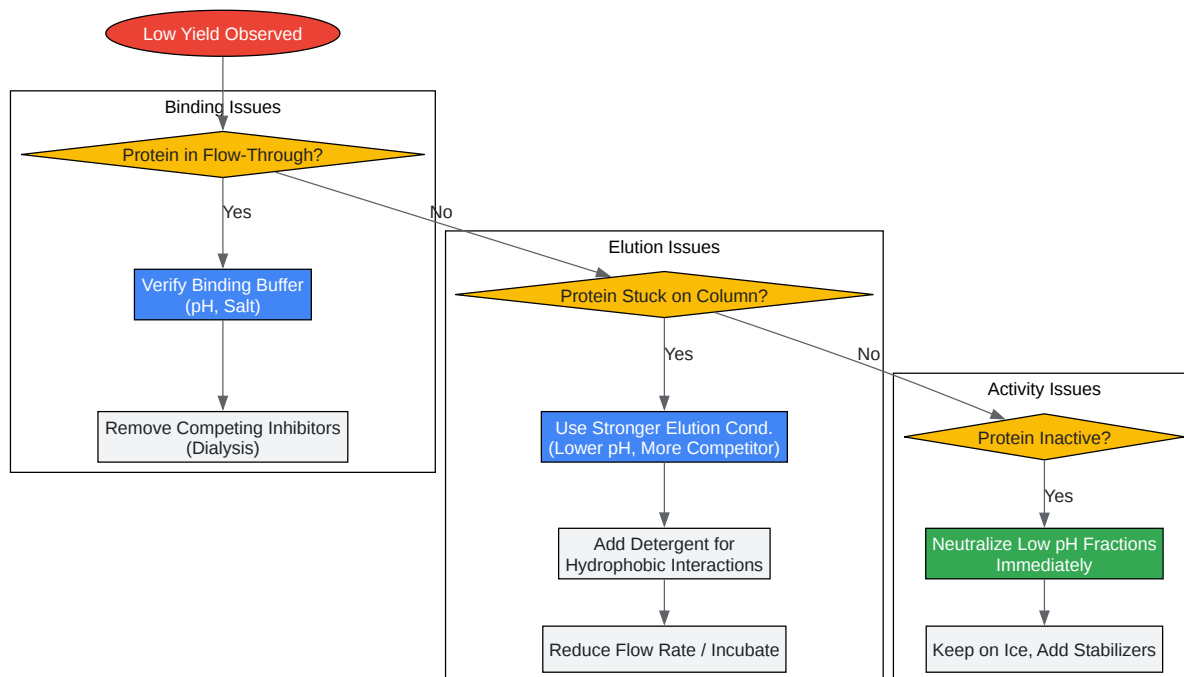 Low Yield Observed
Binding Issues
Protein in Flow-Through?
Yes
No
Verify Binding Buffer
(pH, Salt)
Remove Competing Inhibitors
(Dialysis)
Elution Issues
Protein Stuck on Column?
Yes
No
Use Stronger Elution Cond.
(Lower pH, More Competitor)
Add Detergent for
Hydrophobic Interactions
Reduce Flow Rate / Incubate
Activity Issues
Protein Inactive?
Yes
Neutralize Low pH Fractions
Immediately
Keep on Ice, Add Stabilizers